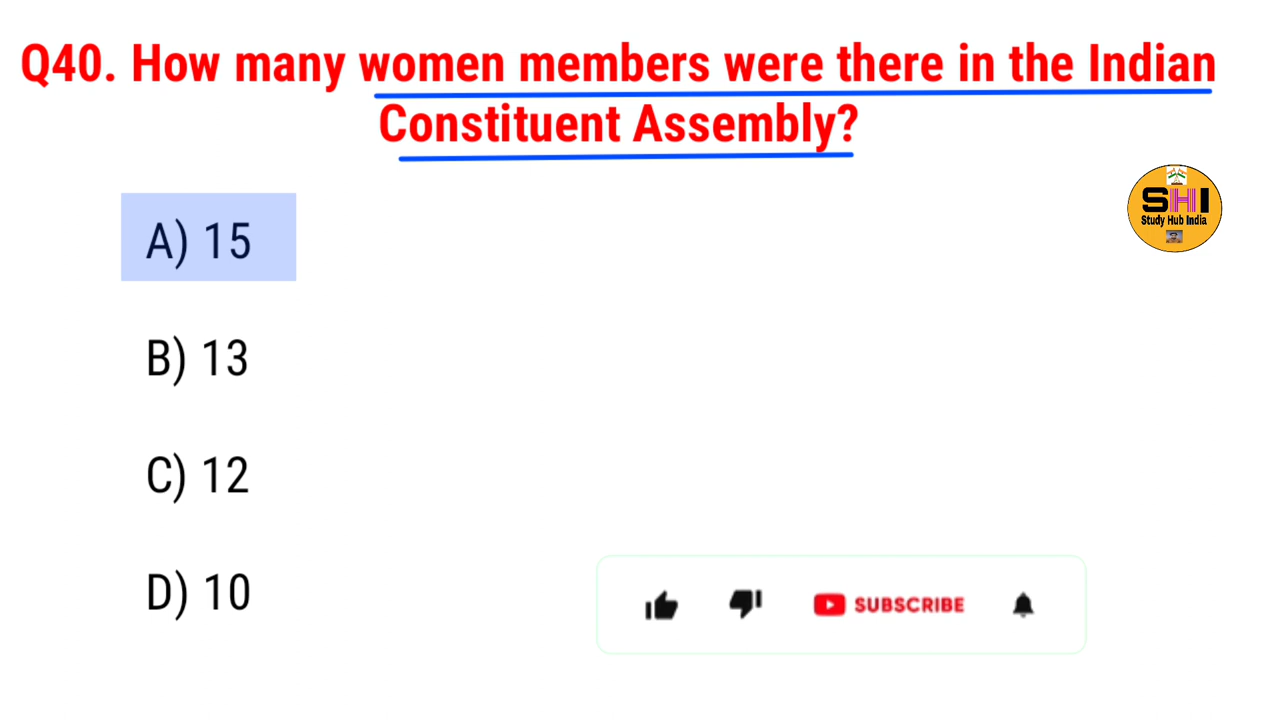 Q40. How many women members were there in the Indian
Constituent Assembly?
A) 15
SHI
Study Hub India
B) 13
C) 12
D) 10
SUBSCRIBE